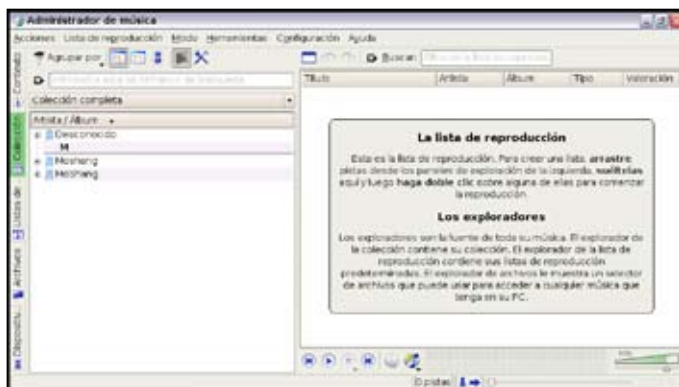 Administrador de música
Acciones Lista de reproducción Modo Herramientas Configuración Ayuda
Agrupar por
Buscar:
Título Artista Álbum Tipo Valoración
Colección completa
Artista / Álbum
Desconocido
M
Moshang
Moshang
Contexto
Colección
Listas de
Archivos
Dispositiv...
La lista de reproducción
Esta es la lista de reproducción. Para crear una lista, arrastre
pistas desde los paneles de exploración de la izquierda, suéltelas
aquí y luego haga doble clic sobre alguna de ellas para comenzar
la reproducción.
Los exploradores
Los exploradores son la fuente de toda su música. El explorador de
la colección contiene su colección. El explorador de la lista de
reproducción contiene sus listas de reproducción
predeterminadas. El explorador de archivos le muestra un selector
de archivos que puede usar para acceder a cualquier música que
tenga en su PC.
0 pistas